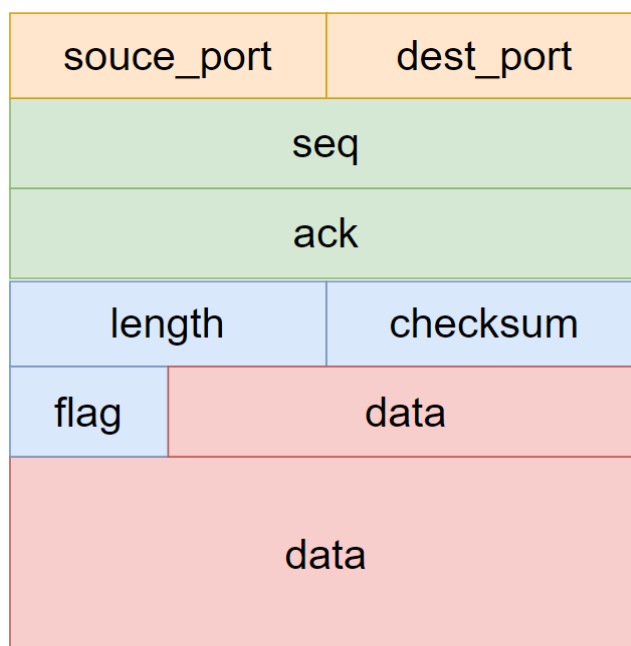 souce_port dest_port
seq
ack
length checksum
flag data
data